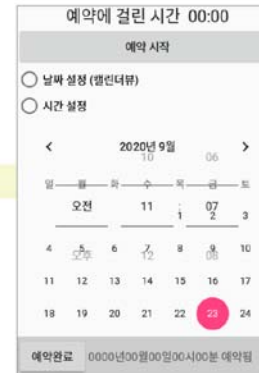 예약에 걸린 시간 00:00
예약 시작
날짜 설정 (캘린더뷰)
시간 설정
< 2020년 9월 >
10 06
일 월 화 수 목 금 토
오전 11 : 07
1 2 3
4 5 6 7 8 9 10
오후 12 08
11 12 13 14 15 16 17
18 19 20 21 22 23 24
예약완료 0000년00월00일00시00분 예약됨